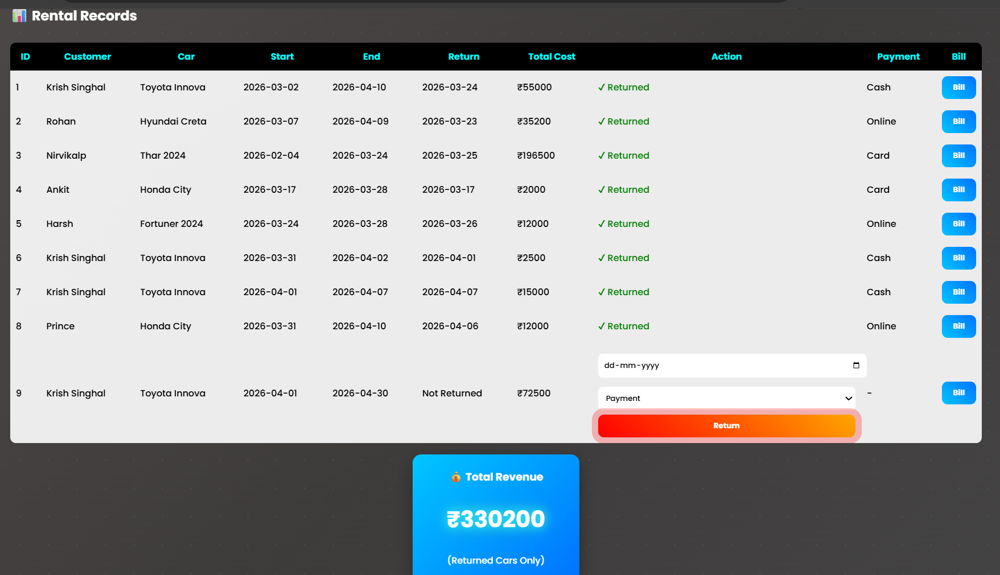 Rental Records
ID Customer Car Start End Return Total Cost Action Payment Bill
1 Krish Singhal Toyota Innova 2026-03-02 2026-04-10 2026-03-24 ₹55000 ✓ Returned Cash Bill
2 Rohan Hyundai Creta 2026-03-07 2026-04-09 2026-03-23 ₹35200 ✓ Returned Online Bill
3 Nirvikalp Thar 2024 2026-02-04 2026-03-24 2026-03-25 ₹196500 ✓ Returned Card Bill
4 Ankit Honda City 2026-03-17 2026-03-28 2026-03-17 ₹2000 ✓ Returned Card Bill
5 Harsh Fortuner 2024 2026-03-24 2026-03-28 2026-03-26 ₹12000 ✓ Returned Online Bill
6 Krish Singhal Toyota Innova 2026-03-31 2026-04-02 2026-04-01 ₹2500 ✓ Returned Cash Bill
7 Krish Singhal Toyota Innova 2026-04-01 2026-04-07 2026-04-07 ₹15000 ✓ Returned Cash Bill
8 Prince Honda City 2026-03-31 2026-04-10 2026-04-06 ₹12000 ✓ Returned Online Bill
dd-mm-yyyy
9 Krish Singhal Toyota Innova 2026-04-01 2026-04-30 Not Returned ₹72500 Payment - Bill
Return
Total Revenue
₹330200
(Returned Cars Only)